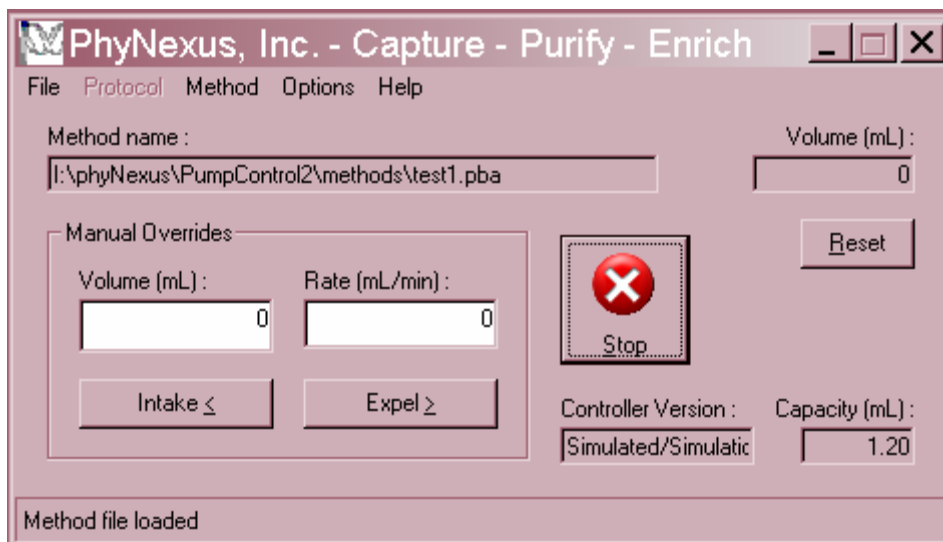 PhyNexus, Inc. - Capture - Purify - Enrich
File Protocol Method Options Help
Method name :
Volume (mL) :
I:\phyNexus\PumpControl2\methods\test1.pba
0
Manual Overrides
Reset
Volume (mL) :
Rate (mL/min) :
0
0
Stop
Intake <
Expel >
Controller Version :
Capacity (mL) :
Simulated/Simulatic
1.20
Method file loaded